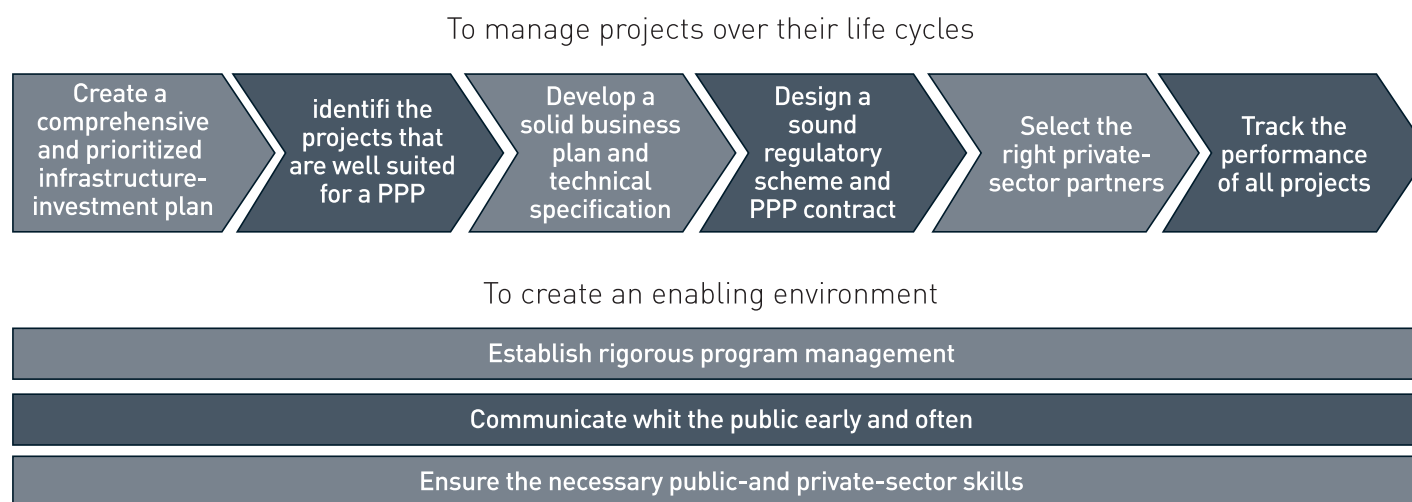 To manage projects over their life cycles
Create a
comprehensive
and prioritized
infrastructure-
investment plan
identifi the
projects that
are well suited
for a PPP
Develop a
solid business
plan and
technical
specification
Design a
sound
regulatory
scheme and
PPP contract
Select the
right private-
sector partners
Track the
performance
of all projects
To create an enabling environment
Establish rigorous program management
Communicate whit the public early and often
Ensure the necessary public-and private-sector skills